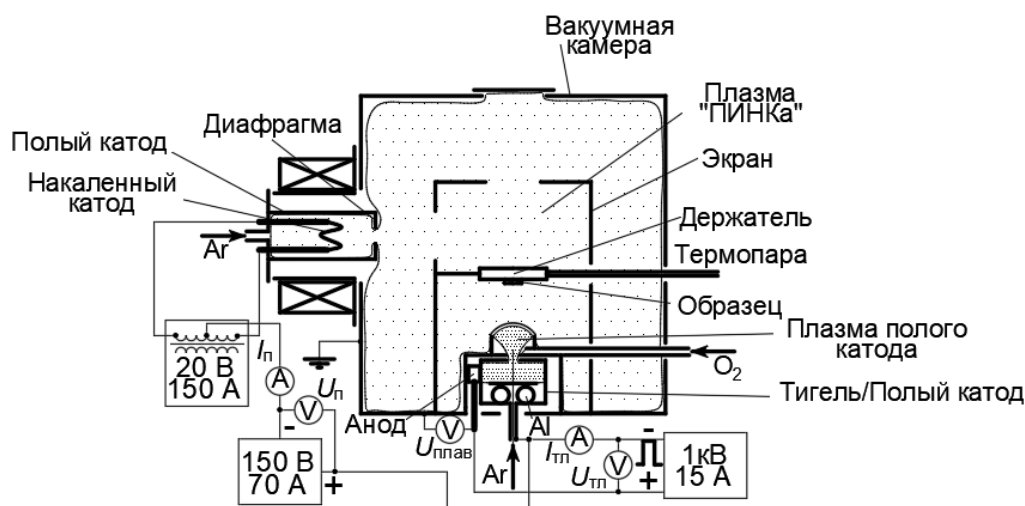 Вакуумная
камера
Плазма
"ПИНКа"
Диафрагма
Полый катод
Экран
Накаленный
катод
Держатель
Ar
Термопара
Образец
Плазма полого
катода
20 В
150 А
Iп
А
O2
Uп
V
Тигель/Полый катод
Анод
Al
-
V
Uплав
А
Iтл
-
150 В
70 А
+
Ar
Uтл
V
+
1кВ
15 А